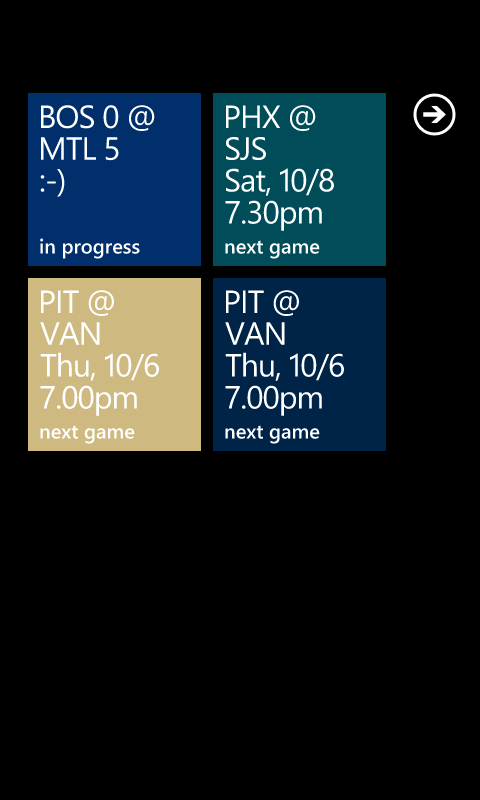 BOS 0 @
MTL 5
:-)
in progress
PHX @
SJS
Sat, 10/8
7.30pm
next game
PIT @
VAN
Thu, 10/6
7.00pm
next game
PIT @
VAN
Thu, 10/6
7.00pm
next game